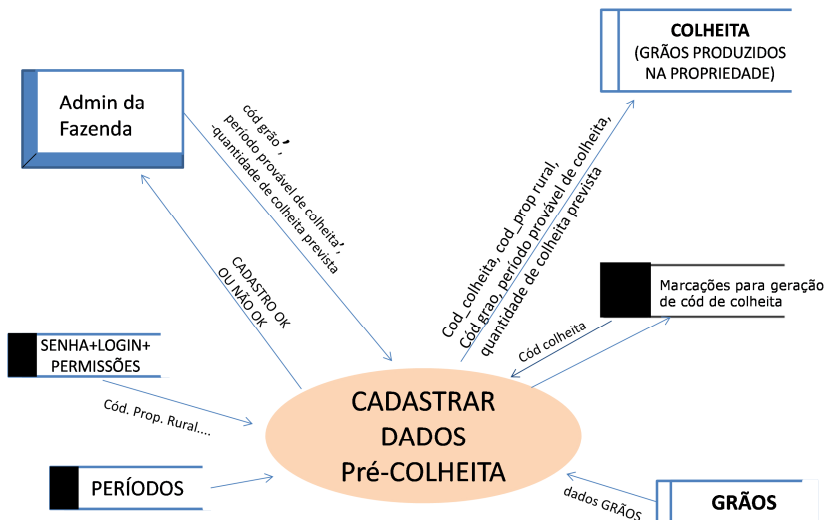 COLHEITA
(GRÃOS PRODUZIDOS
NA PROPRIEDADE)
Admin da
Fazenda
cód grão,
período provável de colheita,
-quantidade de colheita prevista
Cod_colheita, cod_prop rural,
Cód grao, período provável de colheita,
quantidade de colheita prevista
CADASTRO OK
OU NÃO OK
Marcações para geração
de cód de colheita
Cód colheita
SENHA+LOGIN+
PERMISSÕES
Cód. Prop. Rural....
CADASTRAR
DADOS
Pré-COLHEITA
PERÍODOS
dados GRÃOS
GRÃOS